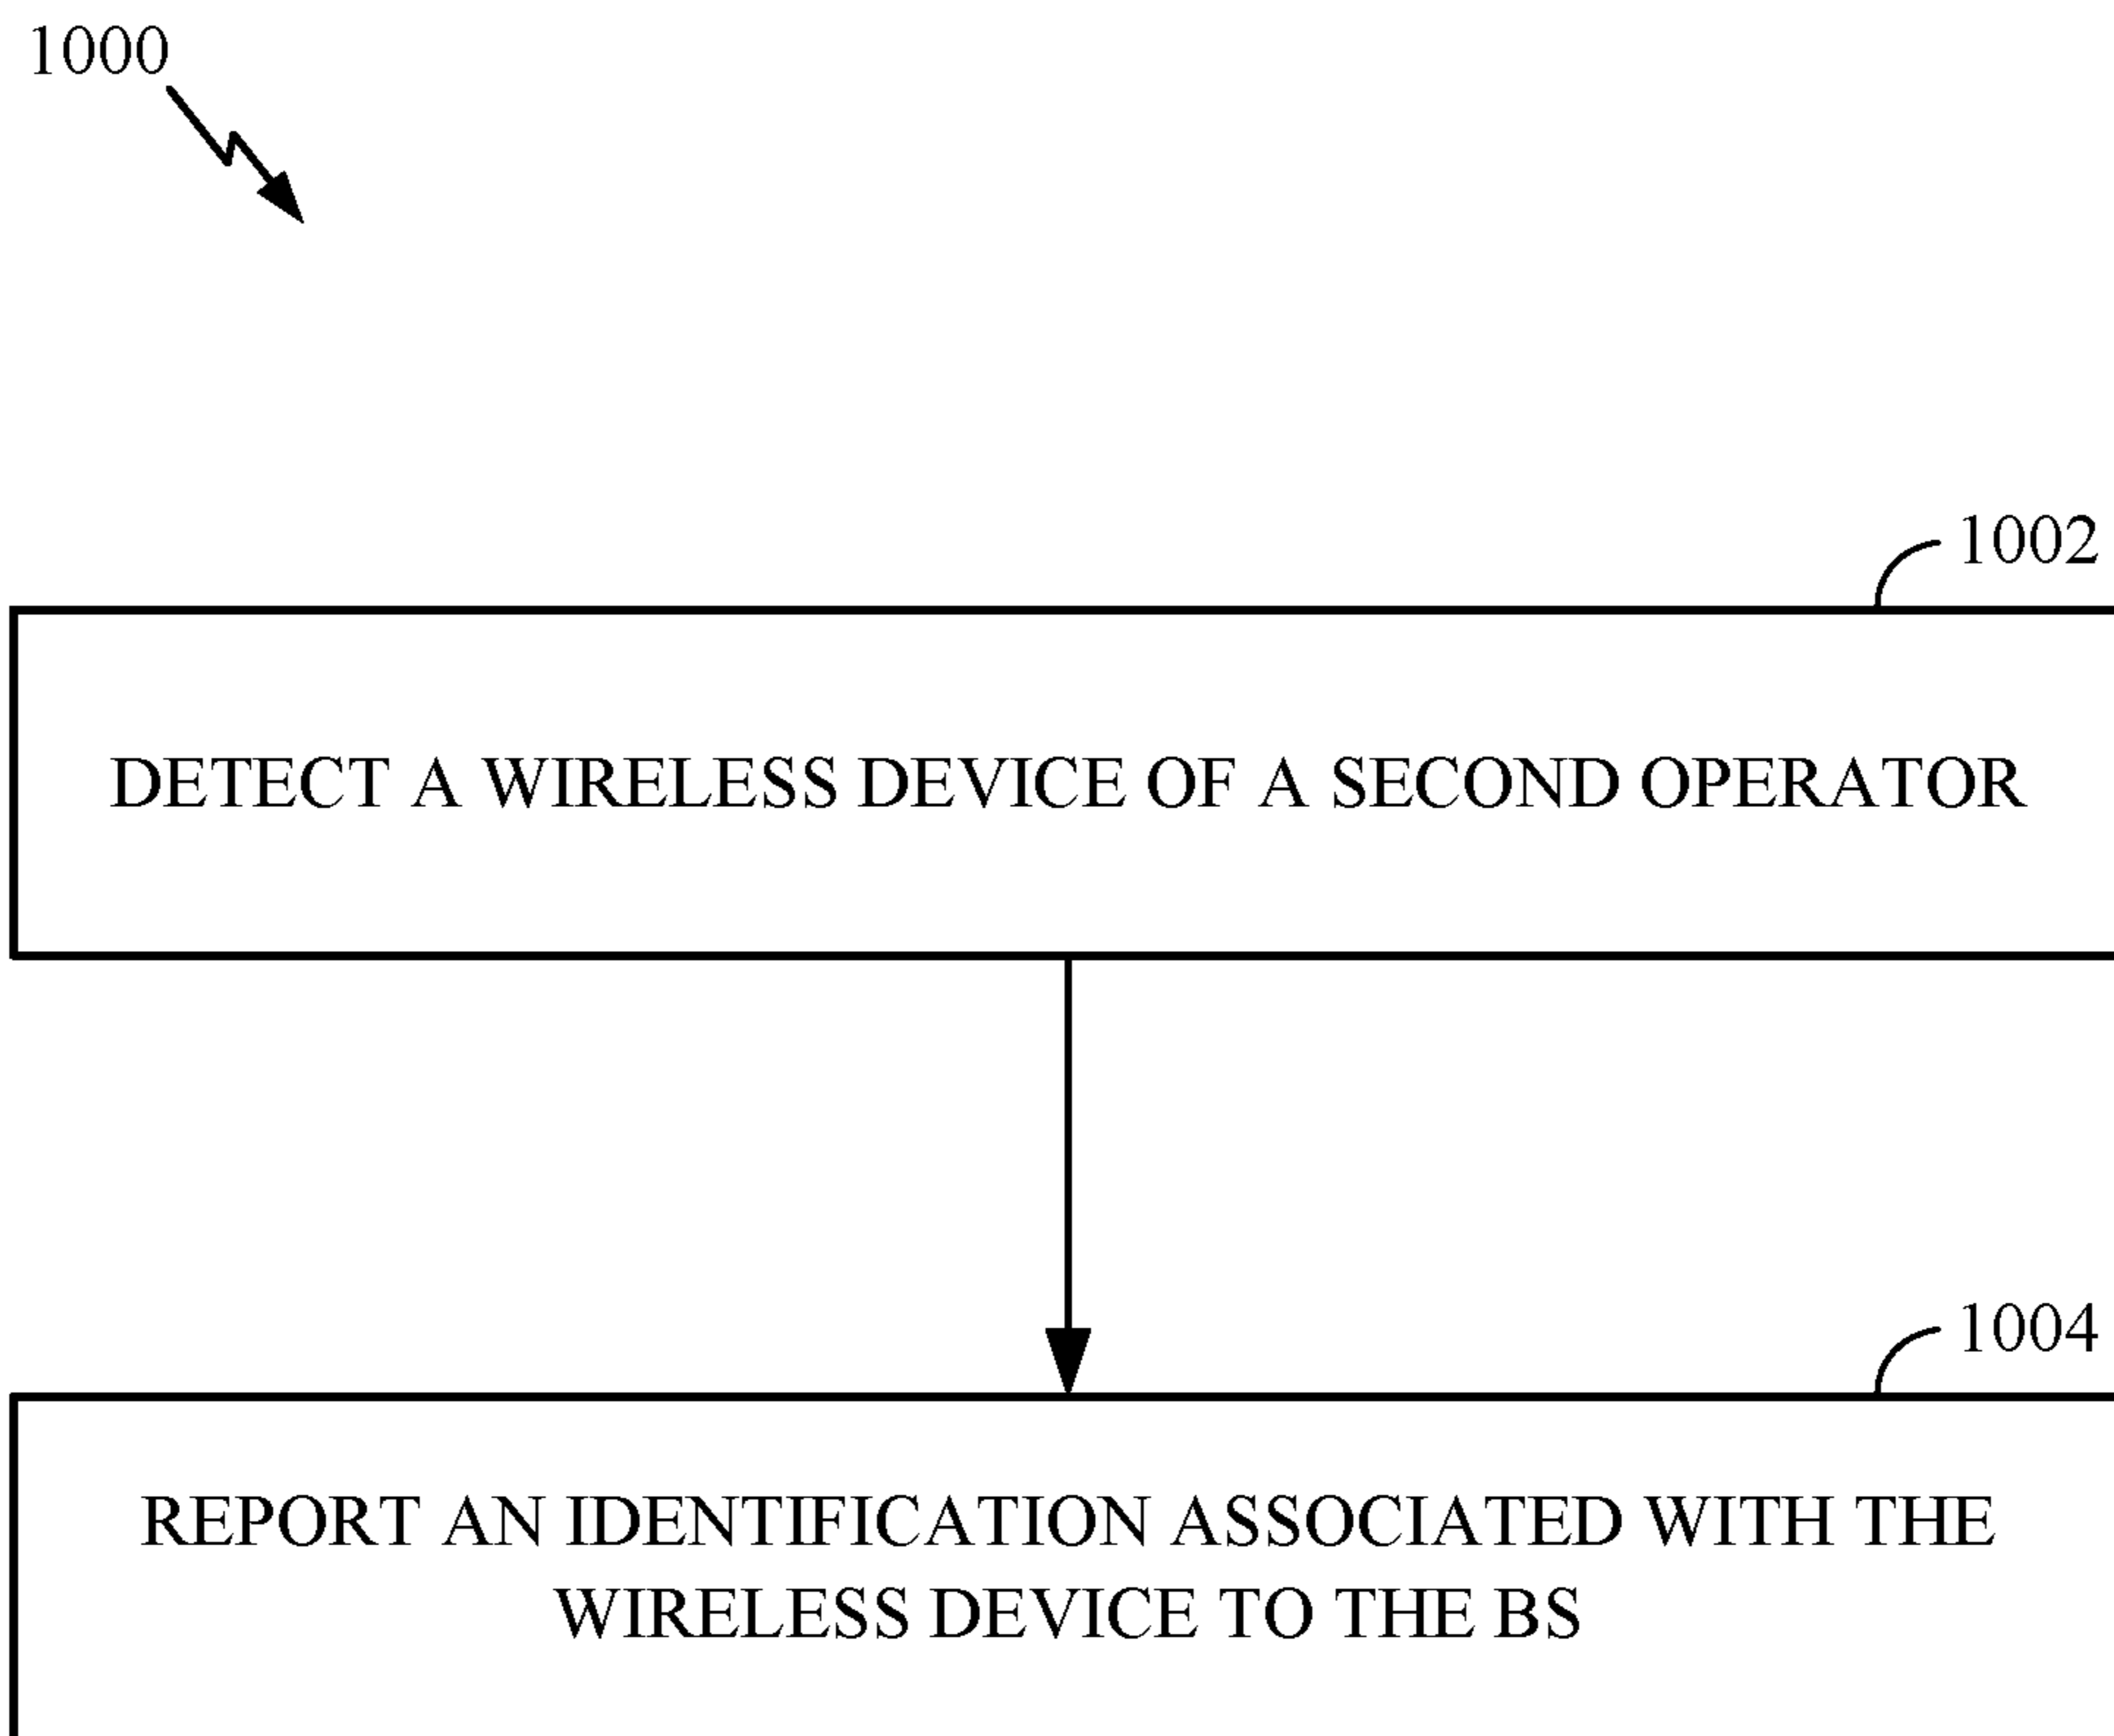 1000
1002
DETECT A WIRELESS DEVICE OF A SECOND OPERATOR
1004
REPORT AN IDENTIFICATION ASSOCIATED WITH THE
WIRELESS DEVICE TO THE BS